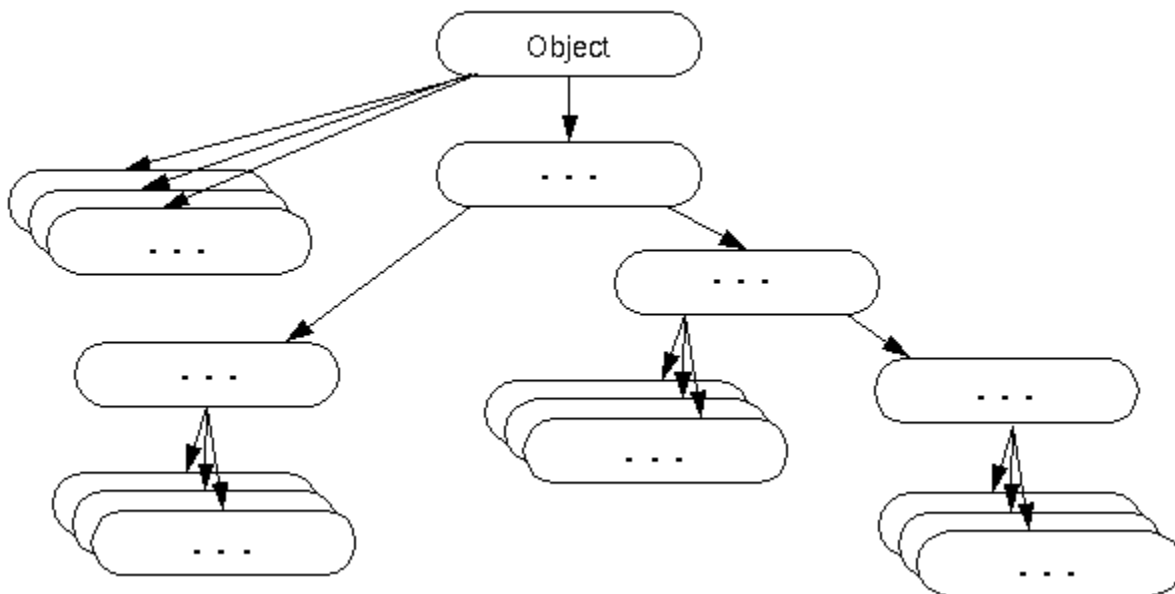 Object
. . .
. . .
. . .
. . .
. . .
. . .
. . .
. . .